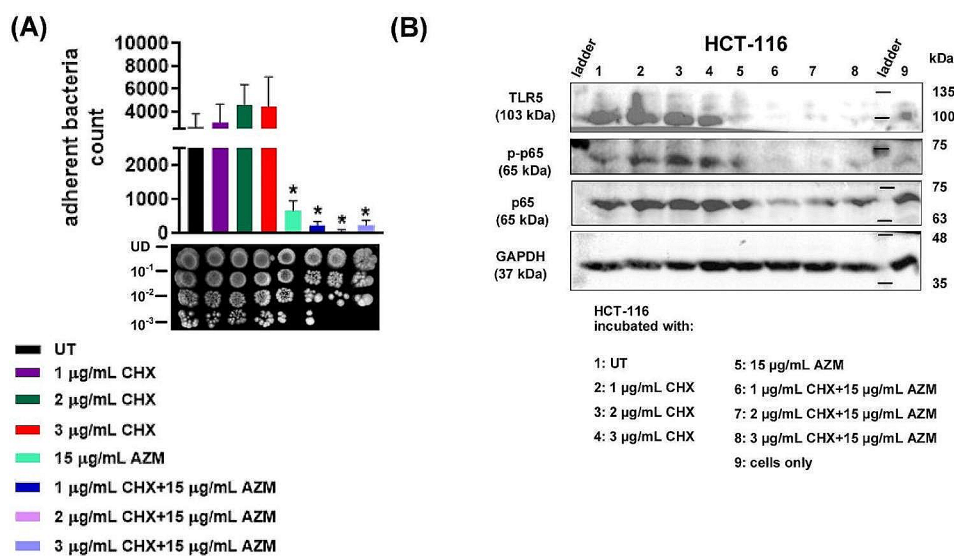 (A)
10000
8000
6000
4000
2000
1000
0
adherent bacteria
count
*
*
*
*
UD
10-1
10-2
10-3
UT
1 µg/mL CHX
2 µg/mL CHX
3 µg/mL CHX
15 µg/mL AZM
1 µg/mL CHX+15 µg/mL AZM
2 µg/mL CHX+15 µg/mL AZM
3 µg/mL CHX+15 µg/mL AZM
(B)
HCT-116
ladder 1 2 3 4 5 6 7 8 ladder 9 kDa
TLR5
(103 kDa)
135
100
p-p65
(65 kDa)
75
p65
(65 kDa)
75
63
GAPDH
(37 kDa)
48
35
HCT-116
incubated with:
1: UT
2: 1 µg/mL CHX
3: 2 µg/mL CHX
4: 3 µg/mL CHX
5: 15 µg/mL AZM
6: 1 µg/mL CHX+15 µg/mL AZM
7: 2 µg/mL CHX+15 µg/mL AZM
8: 3 µg/mL CHX+15 µg/mL AZM
9: cells only